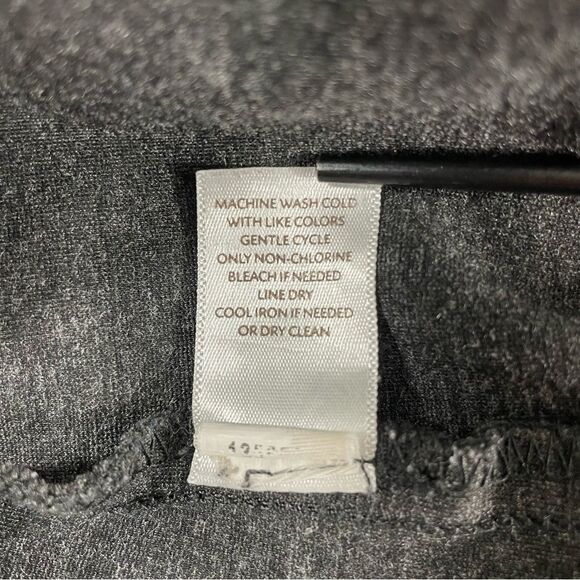 MACHINE WASH COLD
WITH LIKE COLORS
GENTLE CYCLE
ONLY NON-CHLORINE
BLEACH IF NEEDED
LINE DRY
COOL IRON IF NEEDED
OR DRY CLEAN